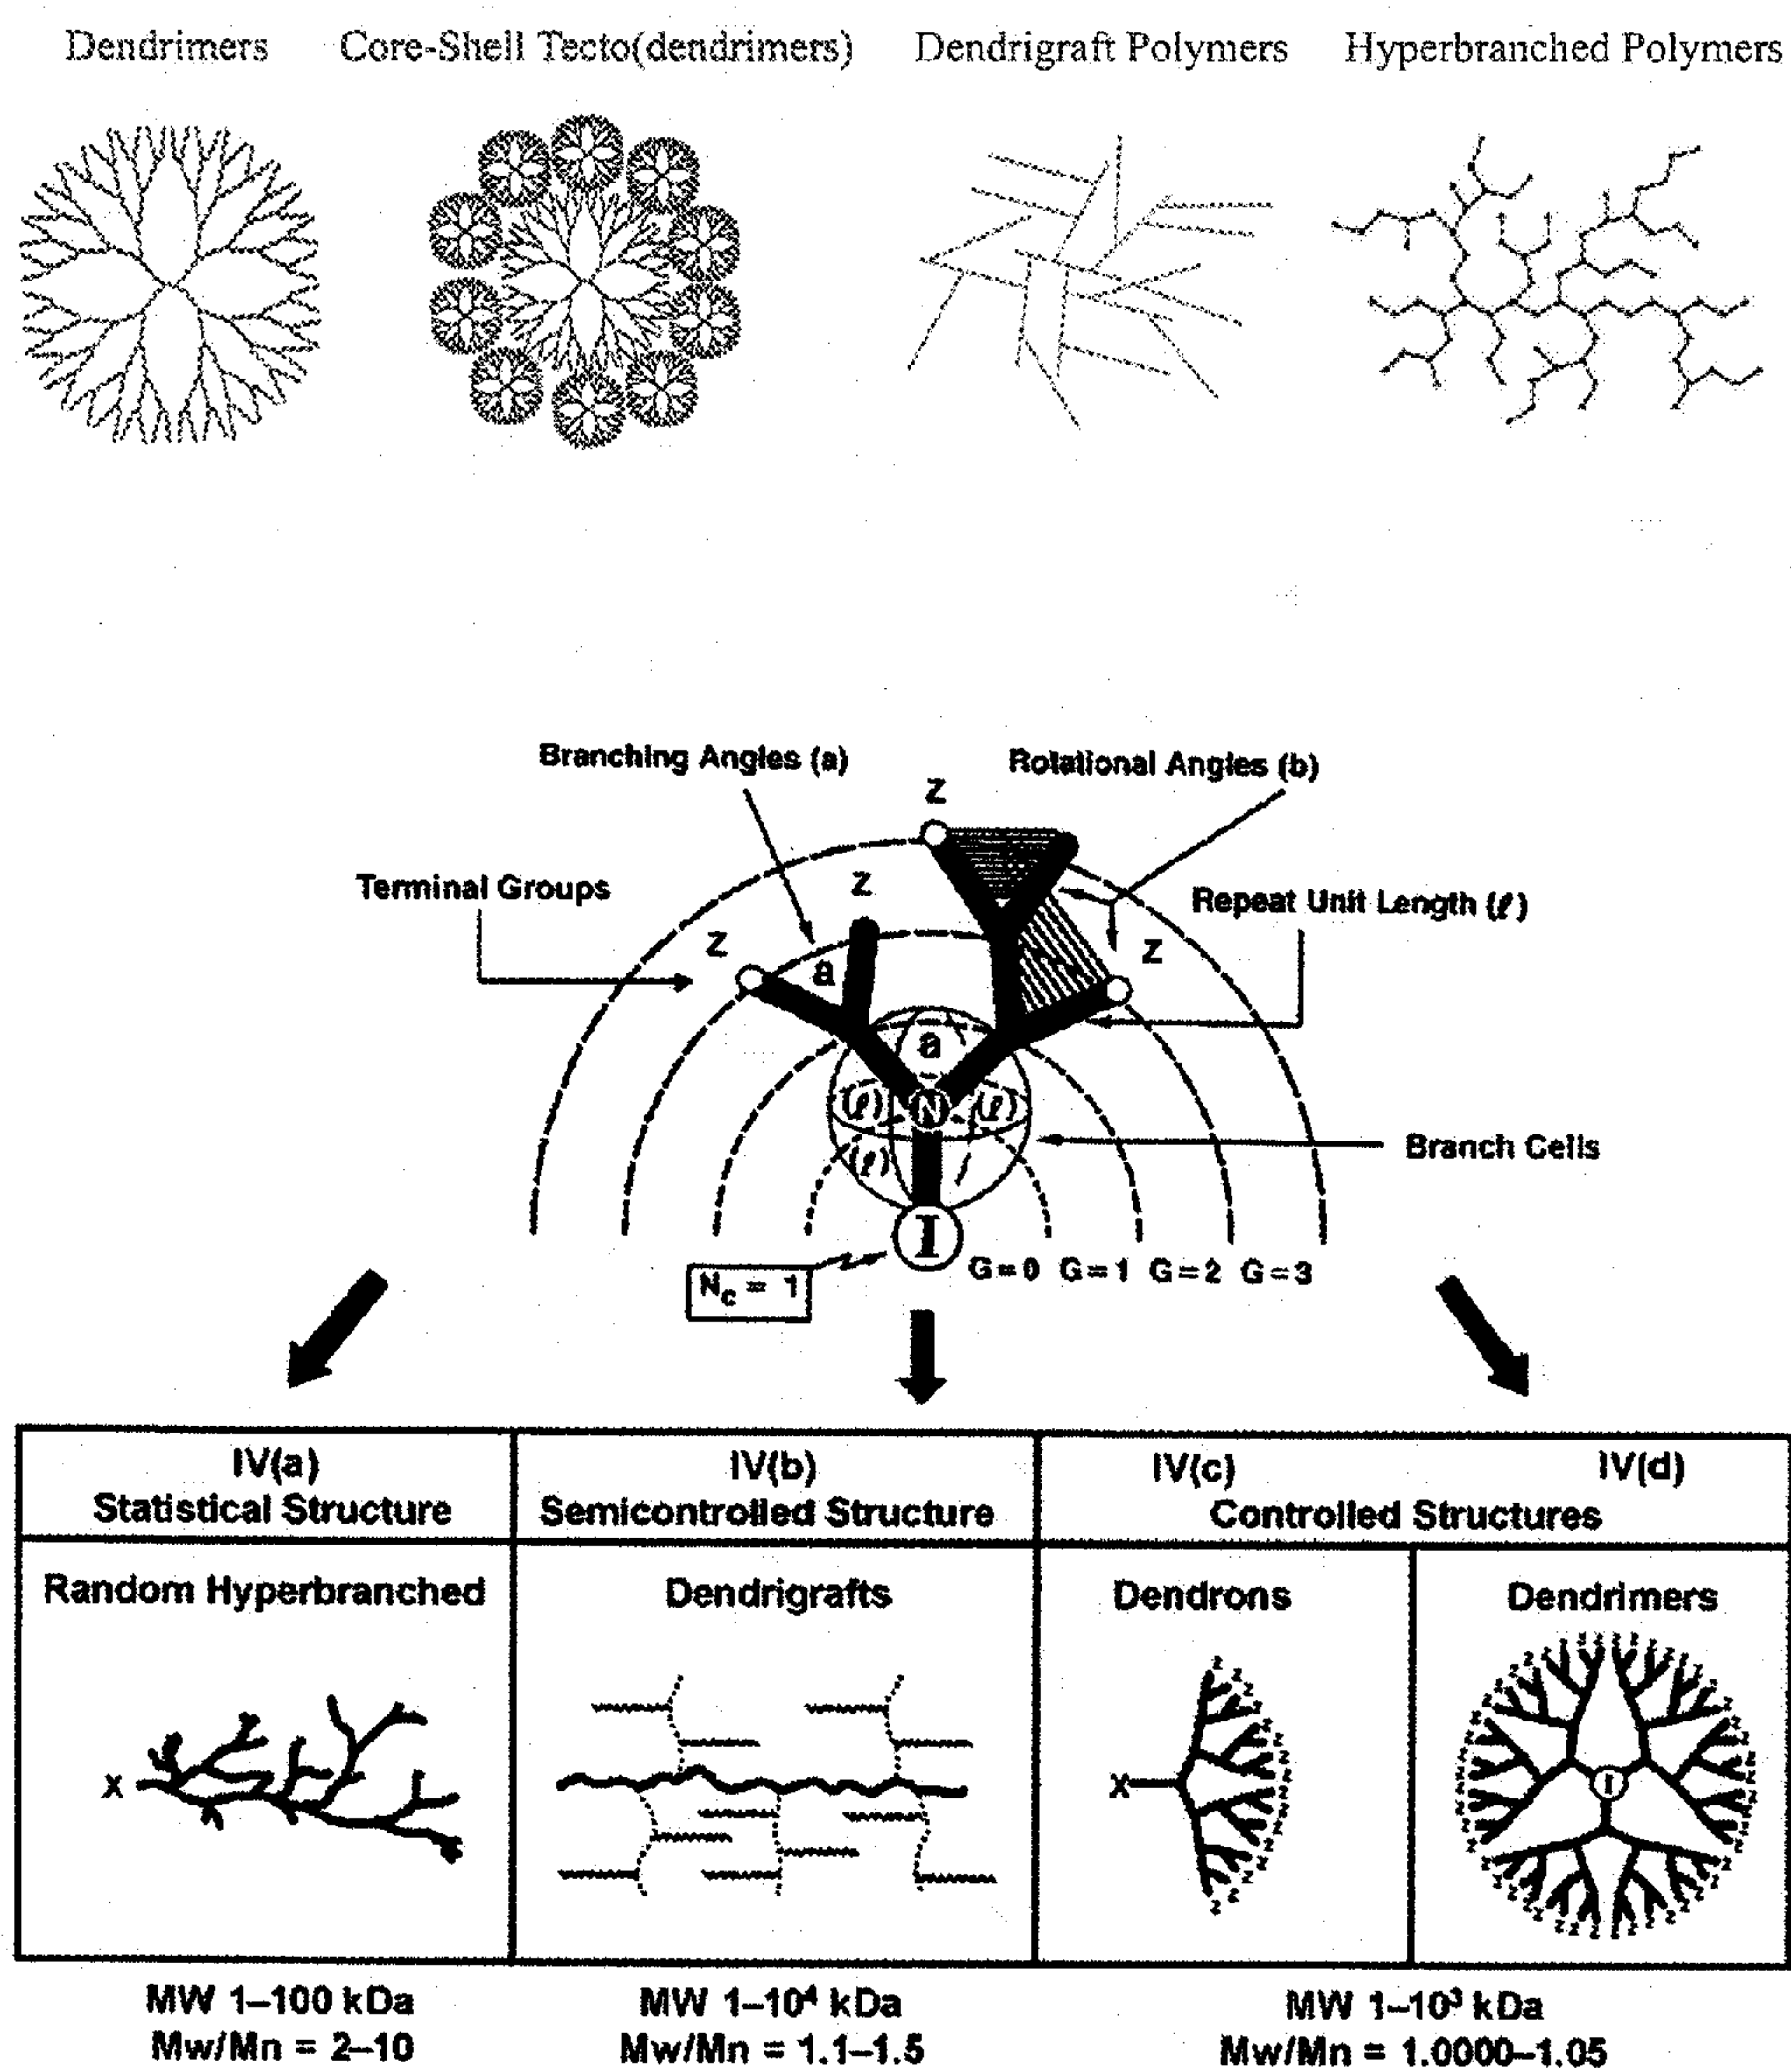 Dendrimers
Core-Shell Tecto(dendrimers)
Dendrigraft Polymers
Hyperbranched Polymers
Branching Angles (a)
Rotational Angles (b)
Z
Terminal Groups
Z
Repeat Unit Length (ℓ)
Z
Z
a
a
(ℓ)
N
(ℓ)
(ℓ)
Branch Cells
I
G=0 G=1 G=2 G=3
Nc = 1
IV(a)
Statistical Structure
IV(b)
Semicontrolled Structure
IV(c)
IV(d)
Controlled Structures
Random Hyperbranched
Dendrigrafts
Dendrons
Dendrimers
X
X
I
MW 1–100 kDa
Mw/Mn = 2–10
MW 1–10⁴ kDa
Mw/Mn = 1.1–1.5
MW 1–10³ kDa
Mw/Mn = 1.0000–1.05